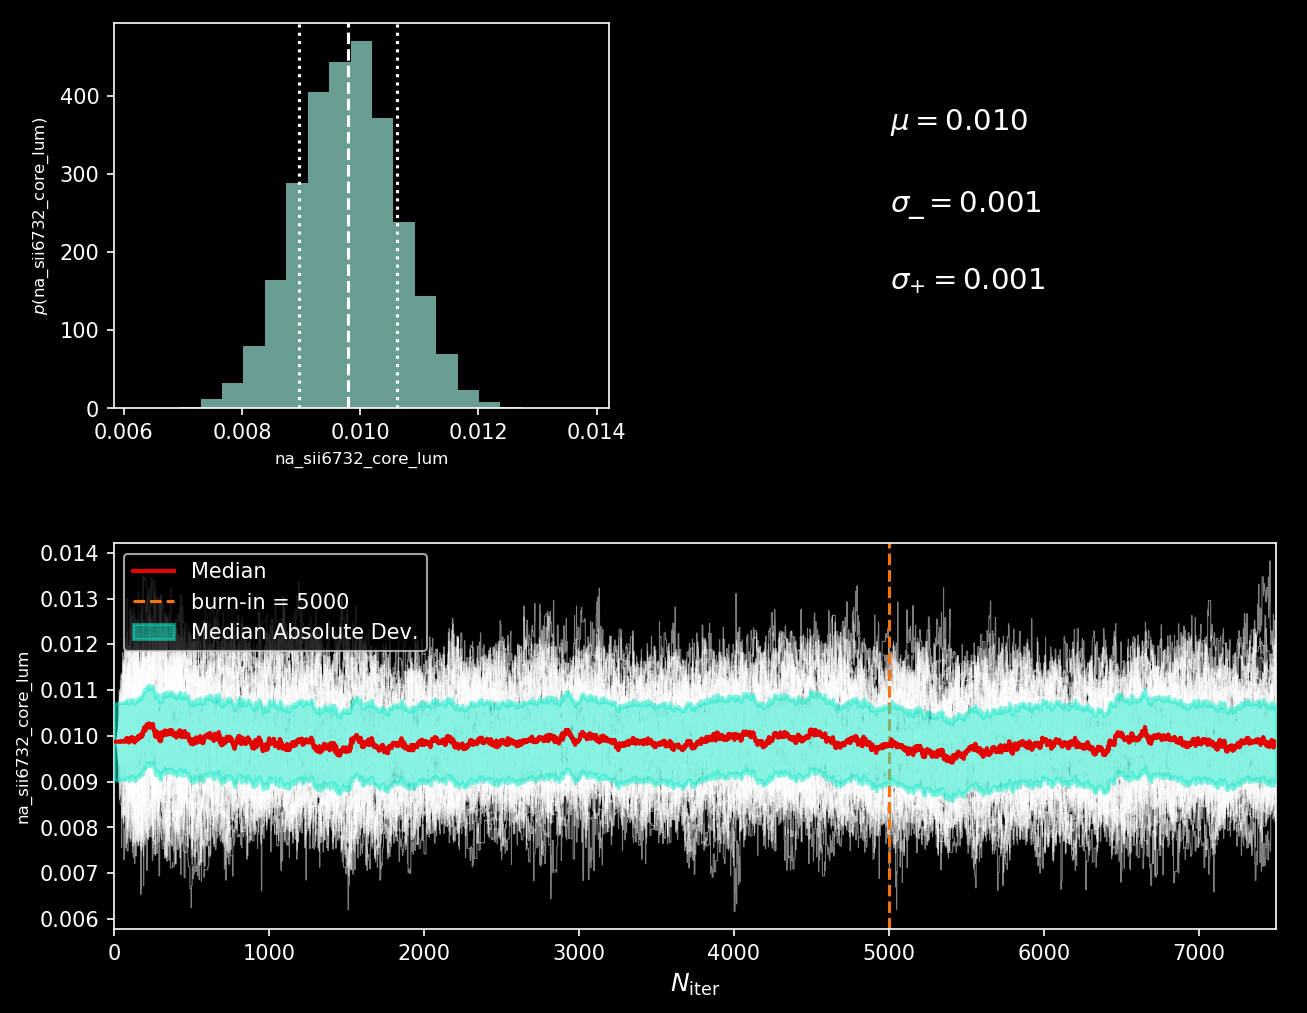 400
300
200
100
0
p(na_sii6732_core_lum)
0.006 0.008 0.010 0.012 0.014
na_sii6732_core_lum
μ = 0.010
σ₋ = 0.001
σ₊ = 0.001
0.014
0.013
0.012
0.011
0.010
0.009
0.008
0.007
0.006
na_sii6732_core_lum
Median
burn-in = 5000
Median Absolute Dev.
0 1000 2000 3000 4000 5000 6000 7000
N_iter